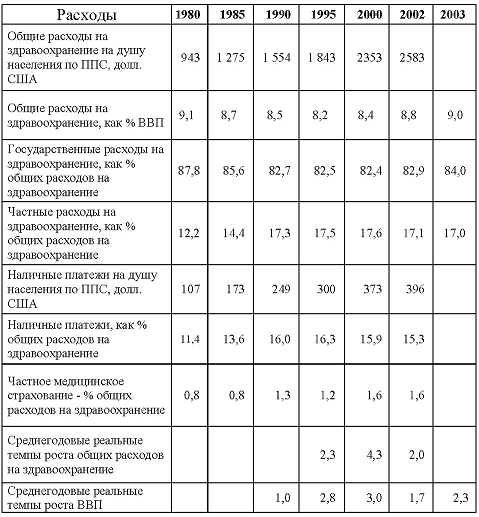 Расходы 1980 1985 1990 1995 2000 2002 2003
Общие расходы на
здравоохранение на душу
населения по ППС, долл.
США
943 1 275 1 554 1 843 2353 2583
Общие расходы на
здравоохранение, как % ВВП
9,1 8,7 8,5 8,2 8,4 8,8 9,0
Государственные расходы на
здравоохранение, как %
общих расходов на
здравоохранение
87,8 85,6 82,7 82,5 82,4 82,9 84,0
Частные расходы на
здравоохранение, как %
общих расходов на
здравоохранение
12,2 14,4 17,3 17,5 17,6 17,1 17,0
Наличные платежи на душу
населения по ППС, долл.
США
107 173 249 300 373 396
Наличные платежи, как %
общих расходов на
здравоохранение
11,4 13,6 16,0 16,3 15,9 15,3
Частное медицинское
страхование - % общих
расходов на здравоохранение
0,8 0,8 1,3 1,2 1,6 1,6
Среднегодовые реальные
темпы роста общих расходов
на здравоохранение
2,3 4,3 2,0
Среднегодовые реальные
темпы роста ВВП
1,0 2,8 3,0 1,7 2,3